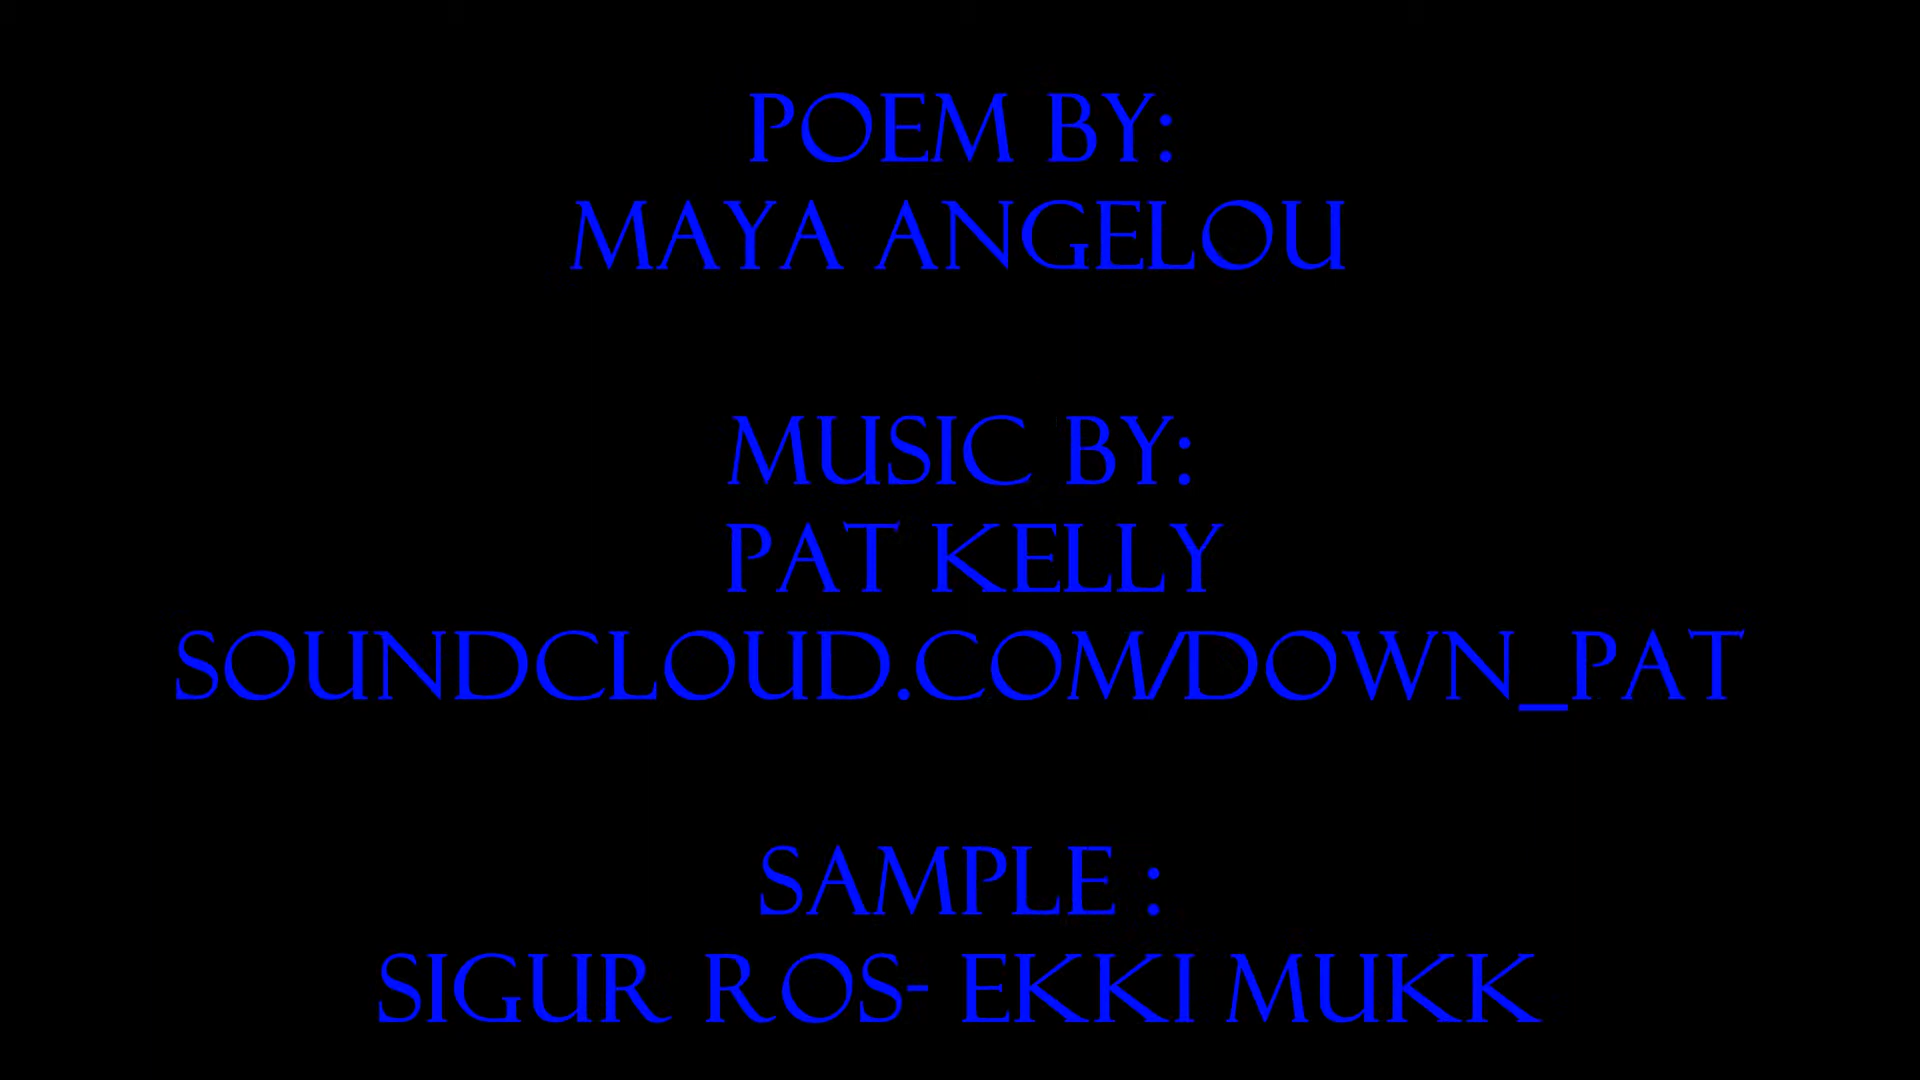 POEM BY:
MAYA ANGELOU
MUSIC BY:
PAT KELLY
SOUNDCLOUD.COM/DOWN_PAT
SAMPLE :
SIGUR ROS- EKKI MUKK